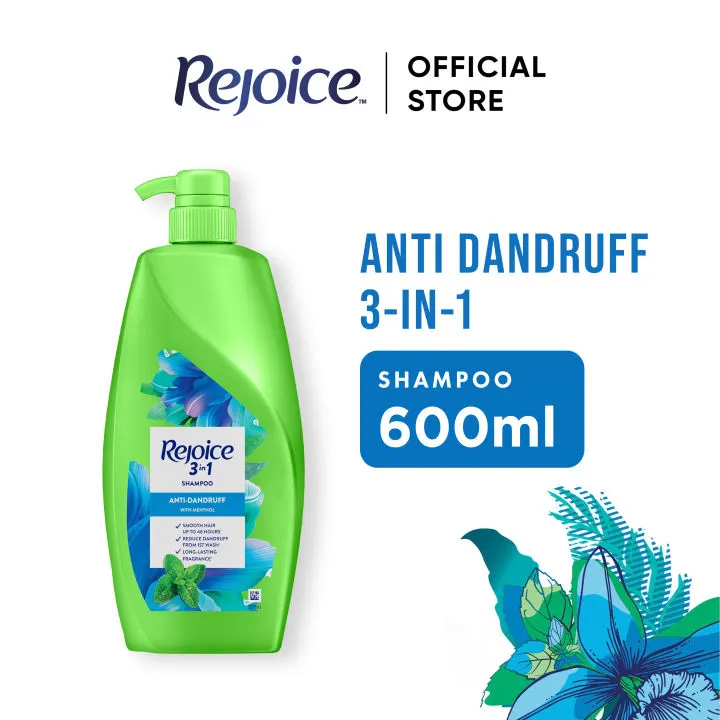 Rejoice™
OFFICIAL
STORE
ANTI DANDRUFF
3-IN-1
SHAMPOO
600ml
Rejoice
3 in 1
SHAMPOO
ANTI-DANDRUFF
WITH MENTHOL
SMOOTH HAIR
UP TO 48 HOURS*
REDUCE DANDRUFF
FROM 1ST WASH*
LONG-LASTING
FRAGRANCE*